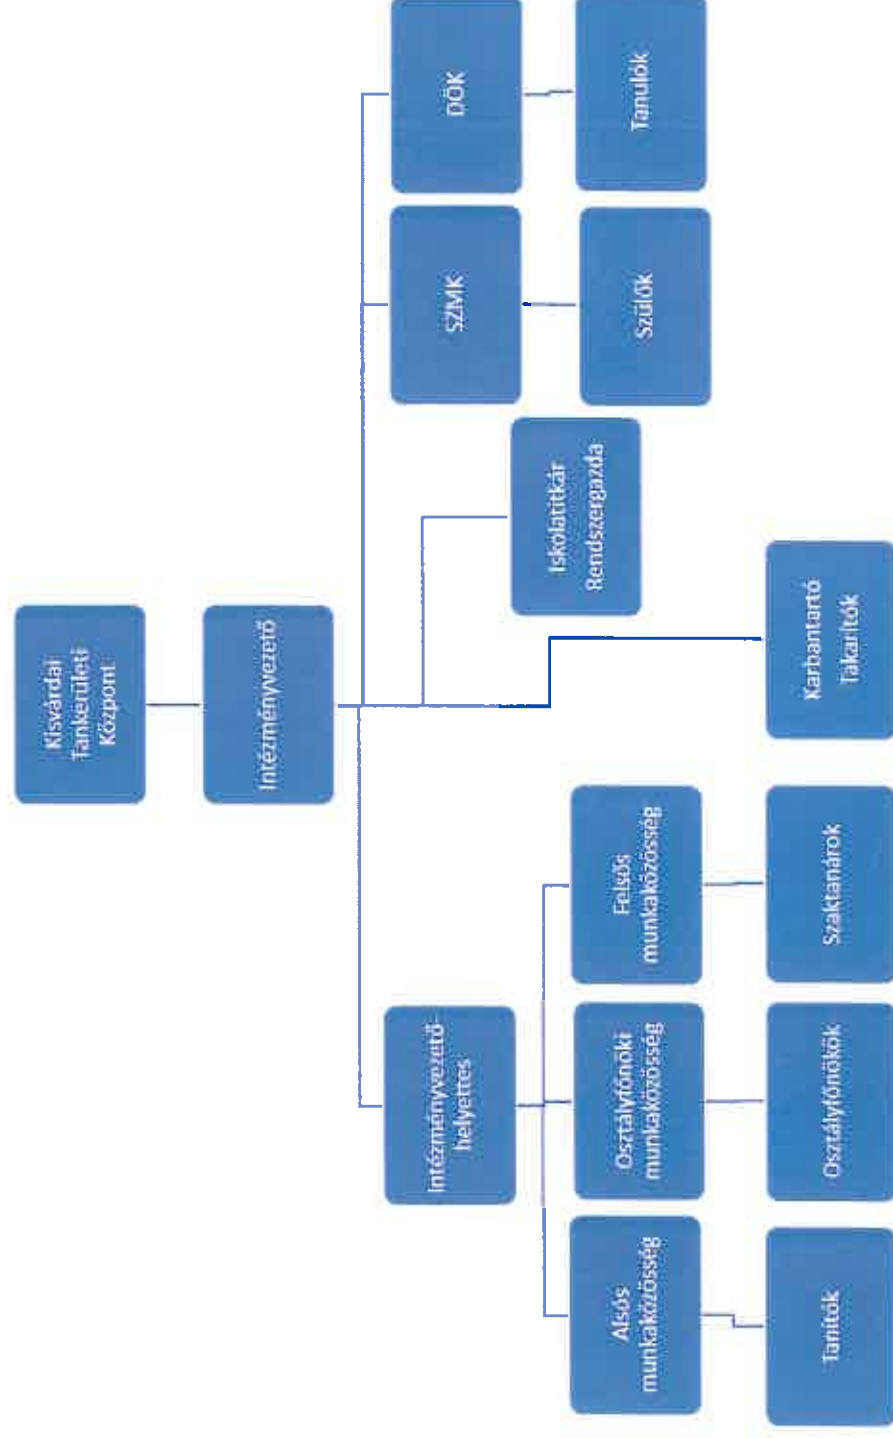 Kisvárdai
Tankerületi
Központ
Intézményvezető
Intézményvezető-
helyettes
Iskolatitkár
Rendszergazda
SZMK
DÖK
Alsós
munkaközösség
Osztályfőnöki
munkaközösség
Felsős
munkaközösség
Karbantartó
Takarítók
Szülők
Tanulók
Tanítók
Osztályfőnökök
Szaktanárok